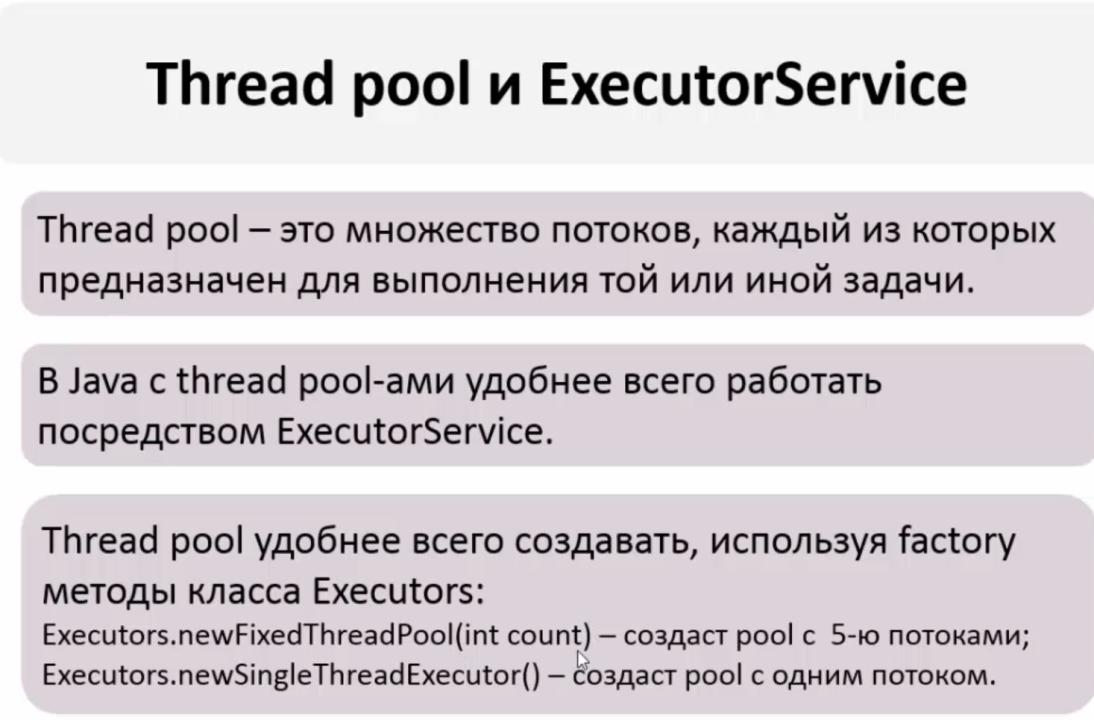 Thread pool и ExecutorService
Thread pool – это множество потоков, каждый из которых
предназначен для выполнения той или иной задачи.
В Java с thread pool-ами удобнее всего работать
посредством ExecutorService.
Thread pool удобнее всего создавать, используя factory
методы класса Executors:
Executors.newFixedThreadPool(int count) – создаст pool с 5-ю потоками;
Executors.newSingleThreadExecutor() – создаст pool с одним потоком.